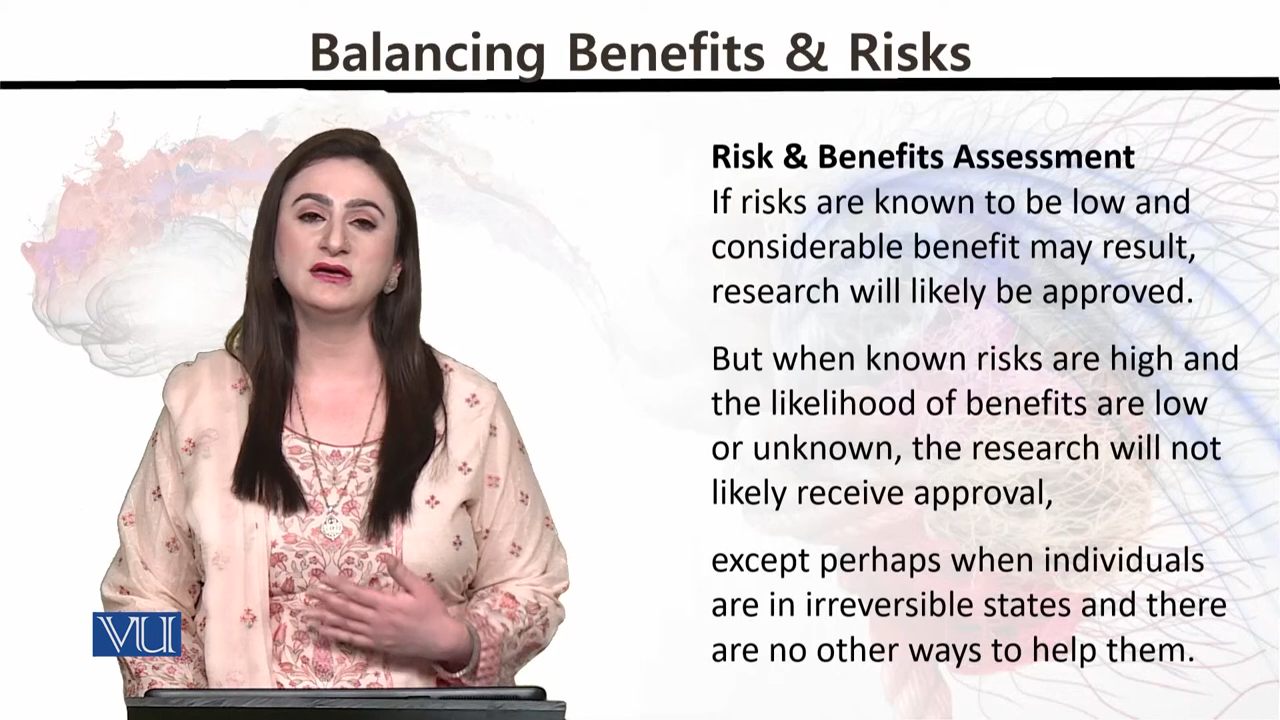 Balancing Benefits & Risks
Risk & Benefits Assessment
If risks are known to be low and
considerable benefit may result,
research will likely be approved.
But when known risks are high and
the likelihood of benefits are low
or unknown, the research will not
likely receive approval,
except perhaps when individuals
are in irreversible states and there
are no other ways to help them.
VU